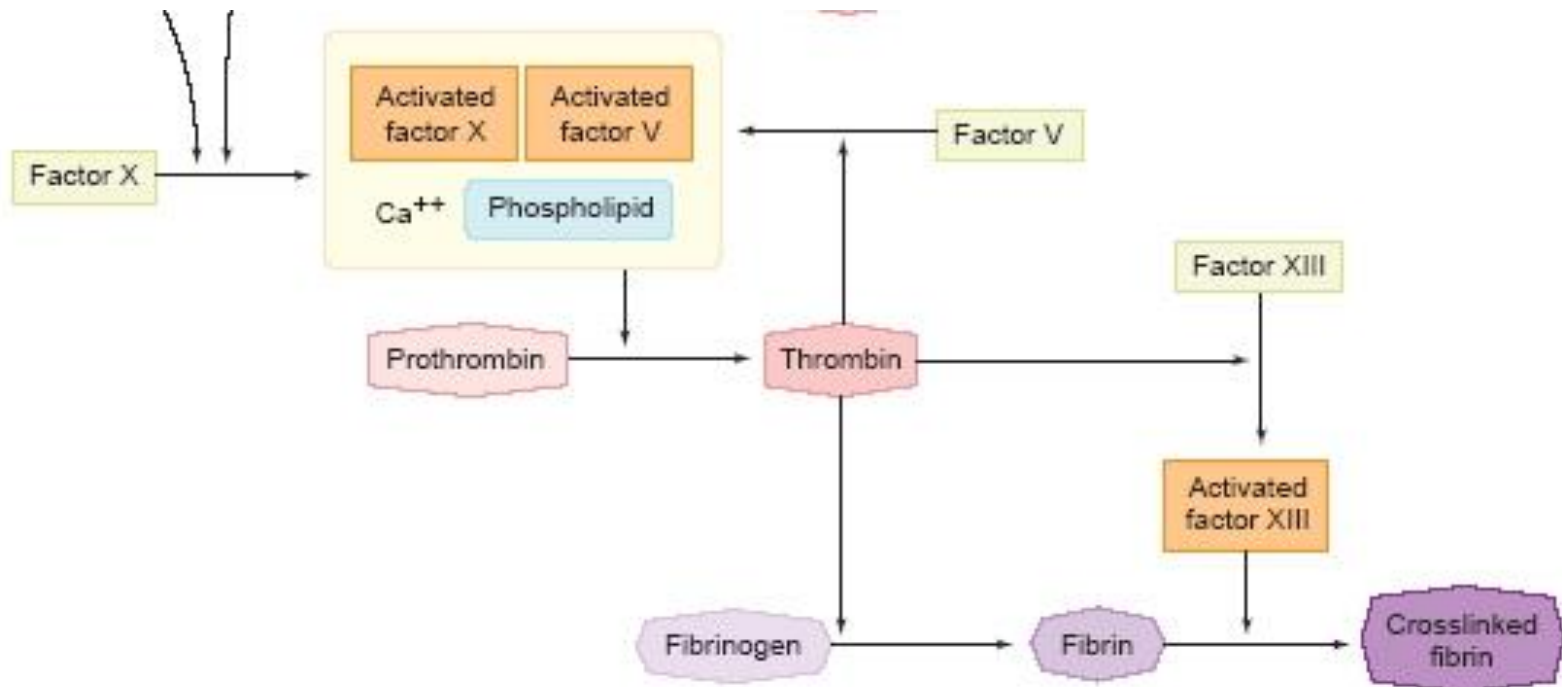 Activated
factor X
Activated
factor V
Factor V
Factor X
Ca++
Phospholipid
Factor XIII
Prothrombin
Thrombin
Activated
factor XIII
Fibrinogen
Fibrin
Crosslinked
fibrin